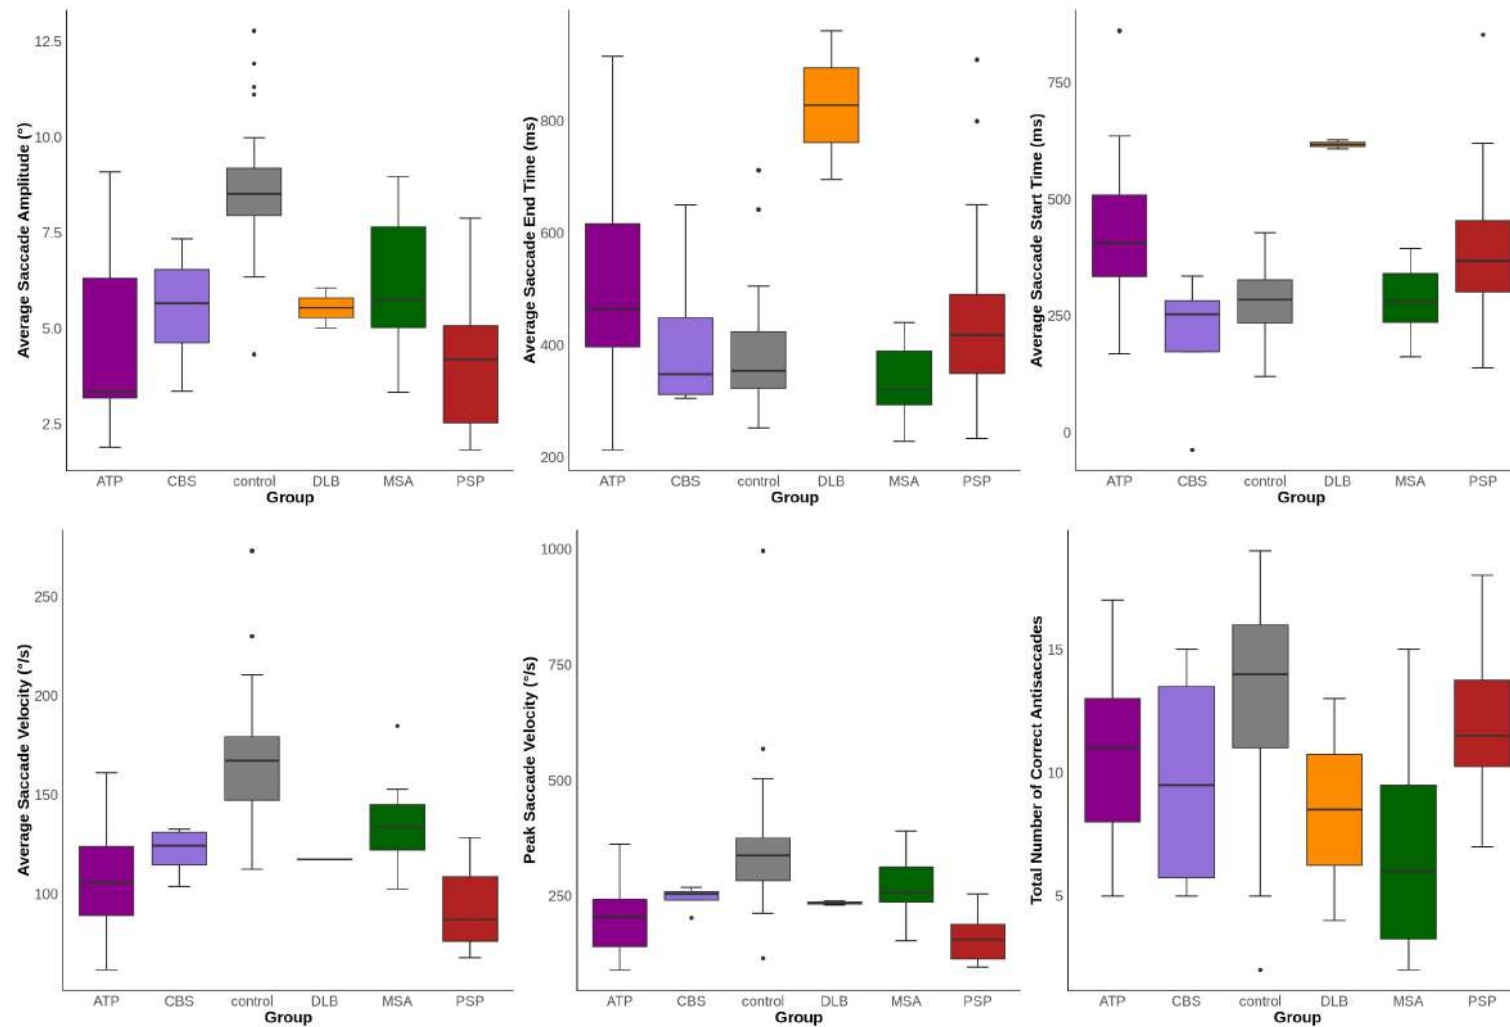 Average Saccade Amplitude (°)
12.5
10.0
7.5
5.0
2.5
ATP CBS control DLB MSA PSP
Group
Average Saccade End Time (ms)
800
600
400
200
ATP CBS control DLB MSA PSP
Group
Average Saccade Start Time (ms)
750
500
250
0
ATP CBS control DLB MSA PSP
Group
Average Saccade Velocity (°/s)
250
200
150
100
ATP CBS control DLB MSA PSP
Group
Peak Saccade Velocity (°/s)
1000
750
500
250
ATP CBS control DLB MSA PSP
Group
Total Number of Correct Antisaccades
15
10
5
ATP CBS control DLB MSA PSP
Group